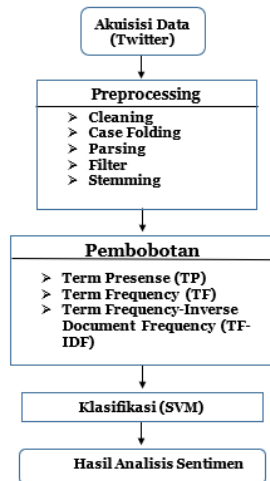 Akuisisi Data
(Twitter)
Preprocessing
➤ Cleaning
➤ Case Folding
➤ Parsing
➤ Filter
➤ Stemming
Pembobotan
➤ Term Presense (TP)
➤ Term Frequency (TF)
➤ Term Frequency-Inverse
Document Frequency (TF-
IDF)
Klasifikasi (SVM)
Hasil Analisis Sentimen